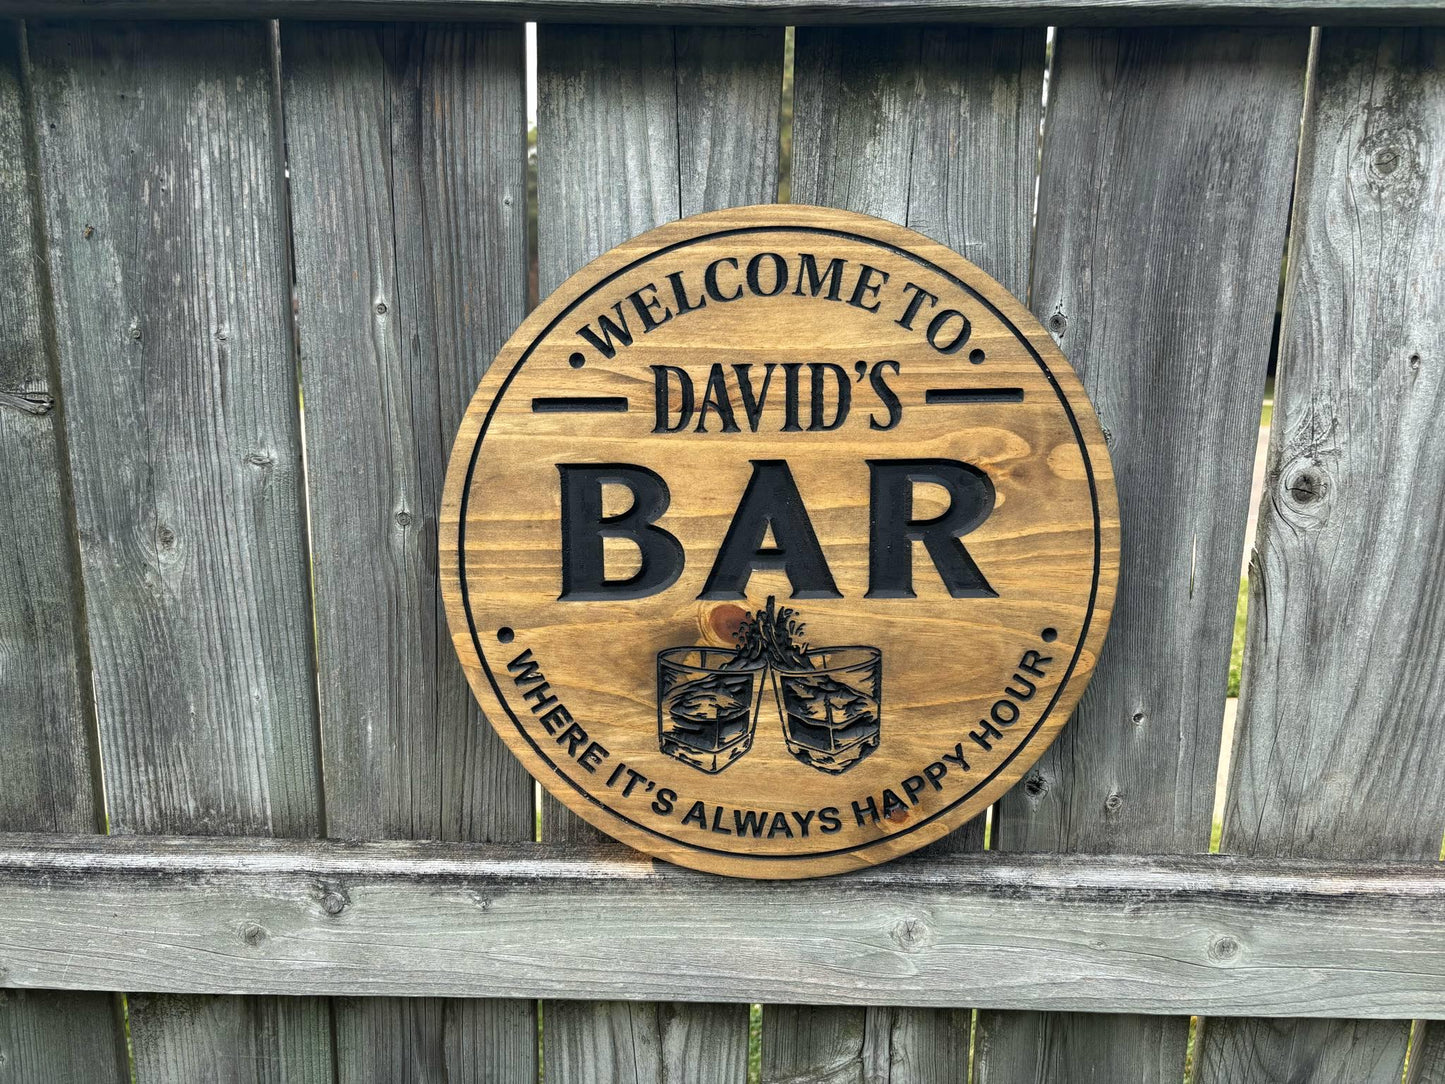 WELCOME TO
DAVID'S
BAR
WHERE IT'S ALWAYS HAPPY HOUR